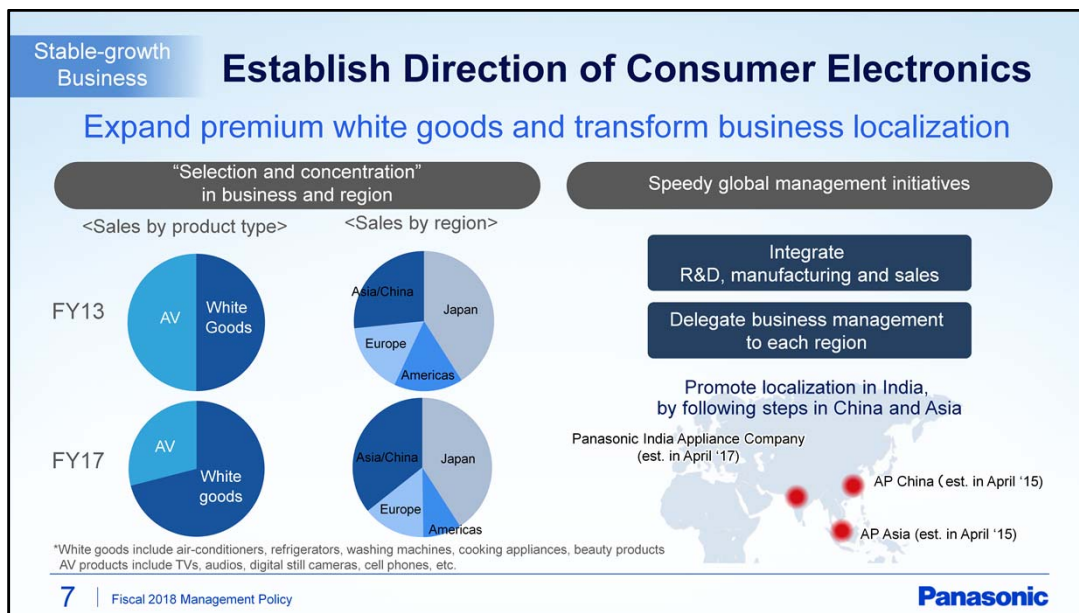 Stable-growth
Business
Establish Direction of Consumer Electronics
Expand premium white goods and transform business localization
“Selection and concentration”
in business and region
<Sales by product type>
<Sales by region>
FY13
AV
White
Goods
Asia/China
Japan
Europe
Americas
FY17
AV
White
goods
Asia/China
Japan
Europe
Americas
*White goods include air-conditioners, refrigerators, washing machines, cooking appliances, beauty products
AV products include TVs, audios, digital still cameras, cell phones, etc.
Speedy global management initiatives
Integrate
R&D, manufacturing and sales
Delegate business management
to each region
Promote localization in India,
by following steps in China and Asia
Panasonic India Appliance Company
(est. in April ‘17)
AP China ( est. in April ‘15)
AP Asia (est. in April ‘15)
7
Fiscal 2018 Management Policy
Panasonic